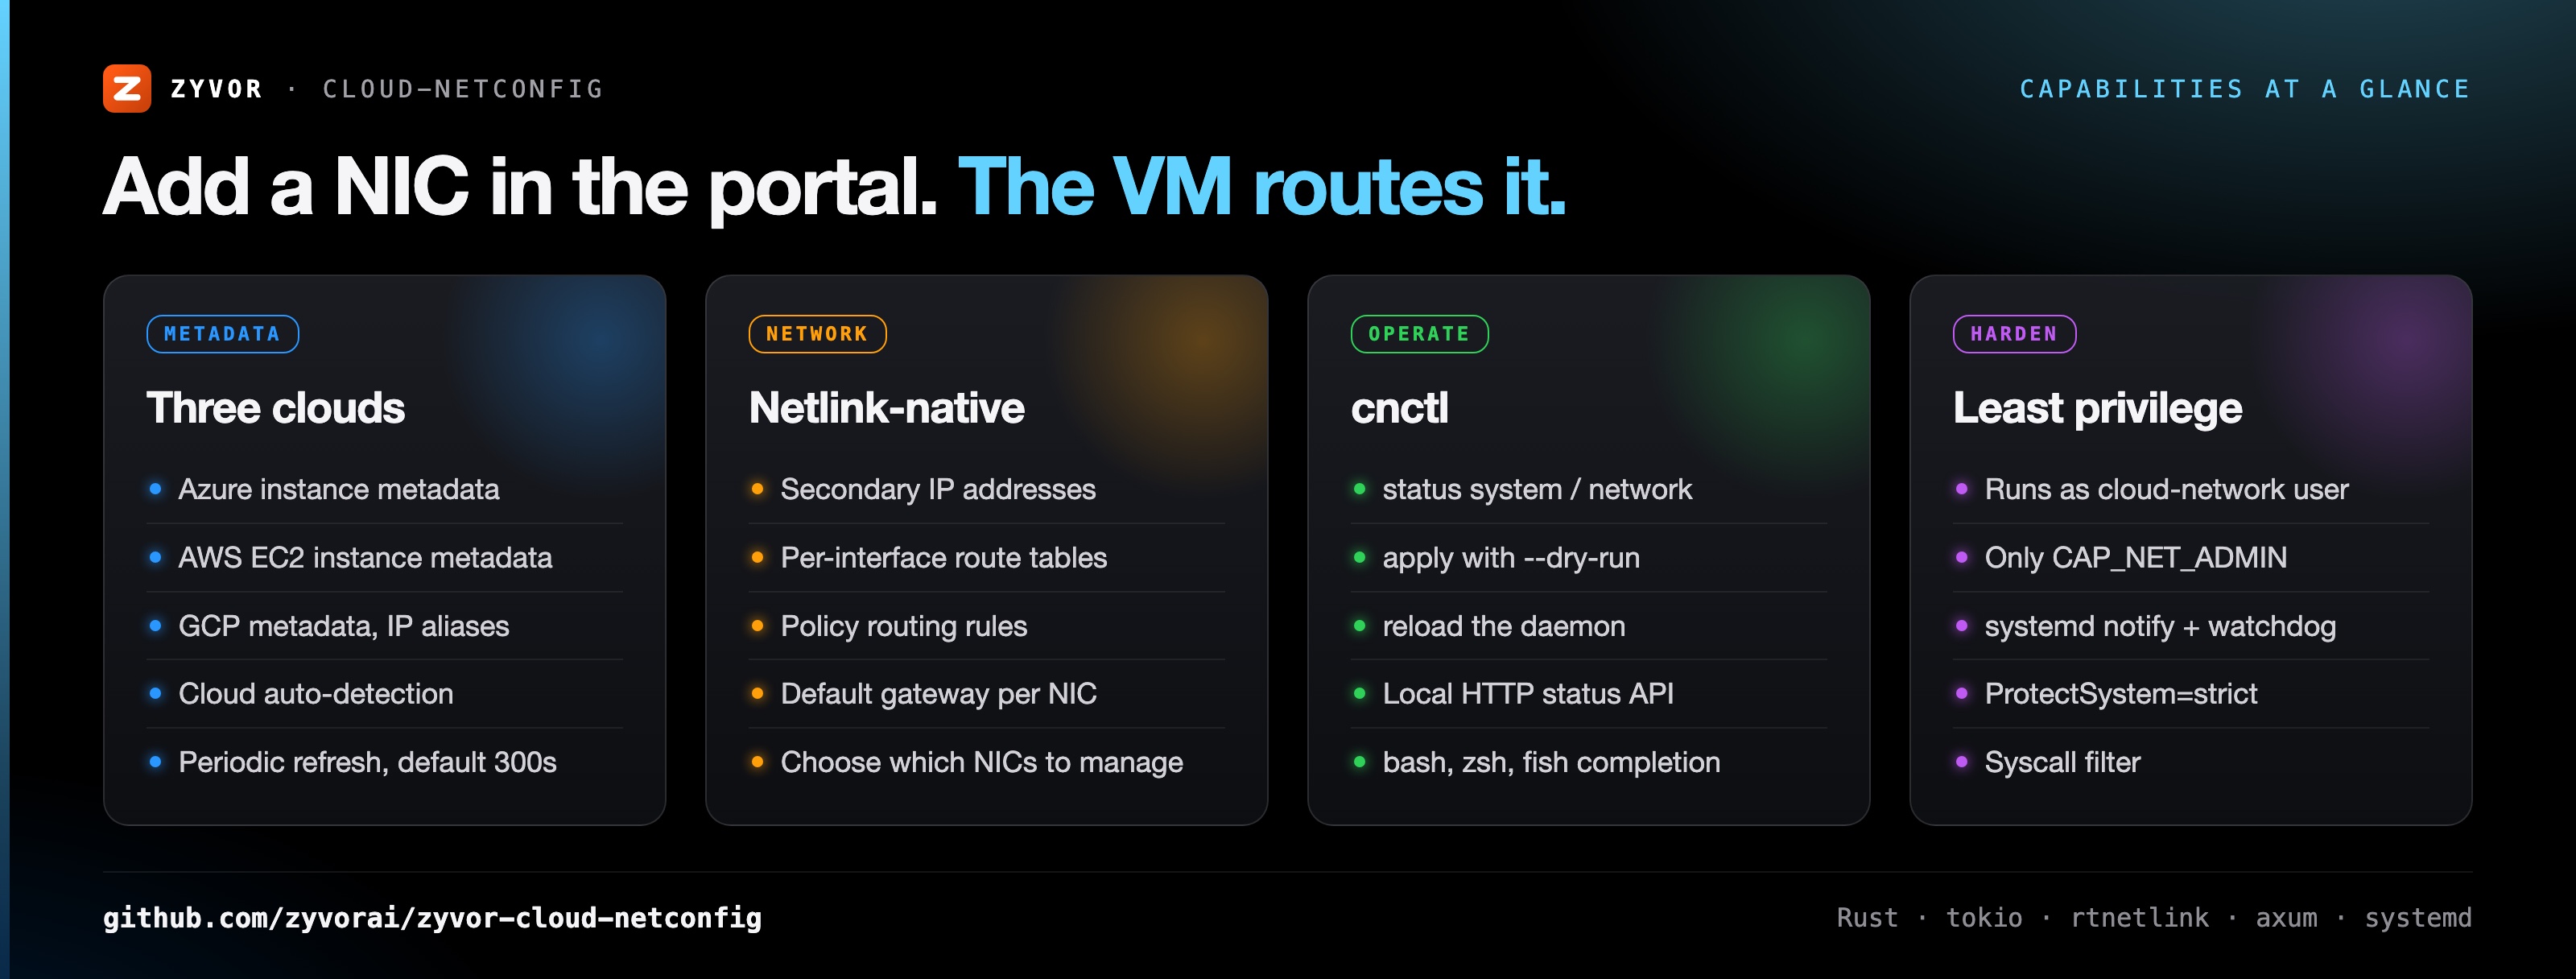 ZYVOR · CLOUD-NETCONFIG
CAPABILITIES AT A GLANCE
Add a NIC in the portal. The VM routes it.
METADATA
Three clouds
Azure instance metadata
AWS EC2 instance metadata
GCP metadata, IP aliases
Cloud auto-detection
Periodic refresh, default 300s
NETWORK
Netlink-native
Secondary IP addresses
Per-interface route tables
Policy routing rules
Default gateway per NIC
Choose which NICs to manage
OPERATE
cnctl
status system / network
apply with --dry-run
reload the daemon
Local HTTP status API
bash, zsh, fish completion
HARDEN
Least privilege
Runs as cloud-network user
Only CAP_NET_ADMIN
systemd notify + watchdog
ProtectSystem=strict
Syscall filter
github.com/zyvorai/zyvor-cloud-netconfig
Rust · tokio · rtnetlink · axum · systemd